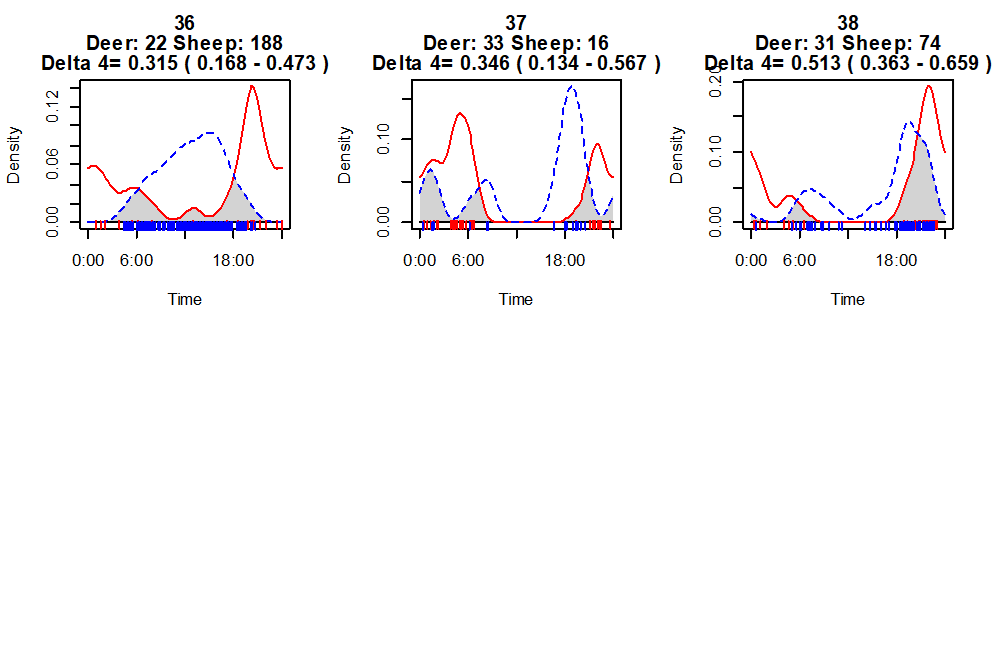 36
Deer: 22 Sheep: 188
Delta 4= 0.315 ( 0.168 - 0.473 )
Density
0.12
0.06
0.00
0:00 6:00 18:00
Time
37
Deer: 33 Sheep: 16
Delta 4= 0.346 ( 0.134 - 0.567 )
Density
0.10
0.00
0:00 6:00 18:00
Time
38
Deer: 31 Sheep: 74
Delta 4= 0.513 ( 0.363 - 0.659 )
Density
0.20
0.10
0.00
0:00 6:00 18:00
Time